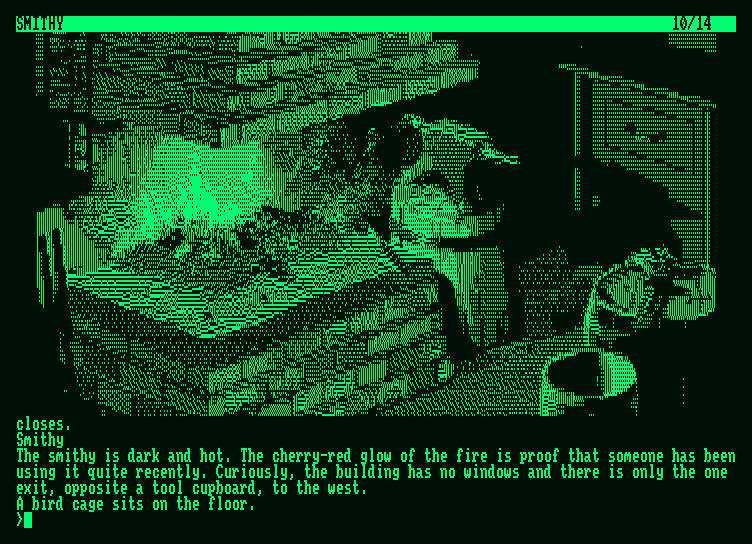 SMITHY 10/14
closes.
Smithy
The smithy is dark and hot. The cherry-red glow of the fire is proof that someone has been
using it quite recently. Curiously, the building has no windows and there is only the one
exit, opposite a tool cupboard, to the west.
A bird cage sits on the floor.
>